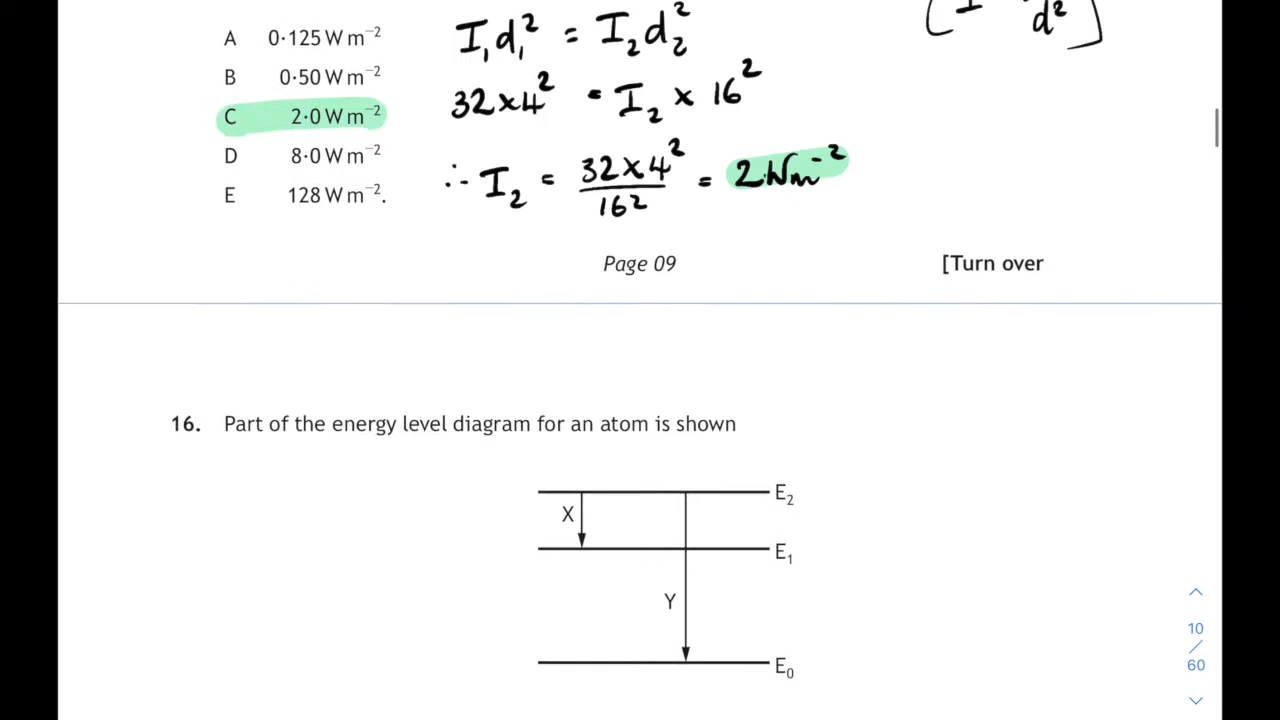 [I d²]
A 0·125 W m⁻² I₁d₁² = I₂d₂²
B 0·50 W m⁻² 32×4² = I₂ × 16²
C 2·0 W m⁻²
D 8·0 W m⁻² ∴ I₂ = 32×4² / 16² = 2Wm⁻²
E 128 W m⁻².
Page 09 [Turn over
16. Part of the energy level diagram for an atom is shown
E₂
X
E₁
Y
E₀
10
/
60